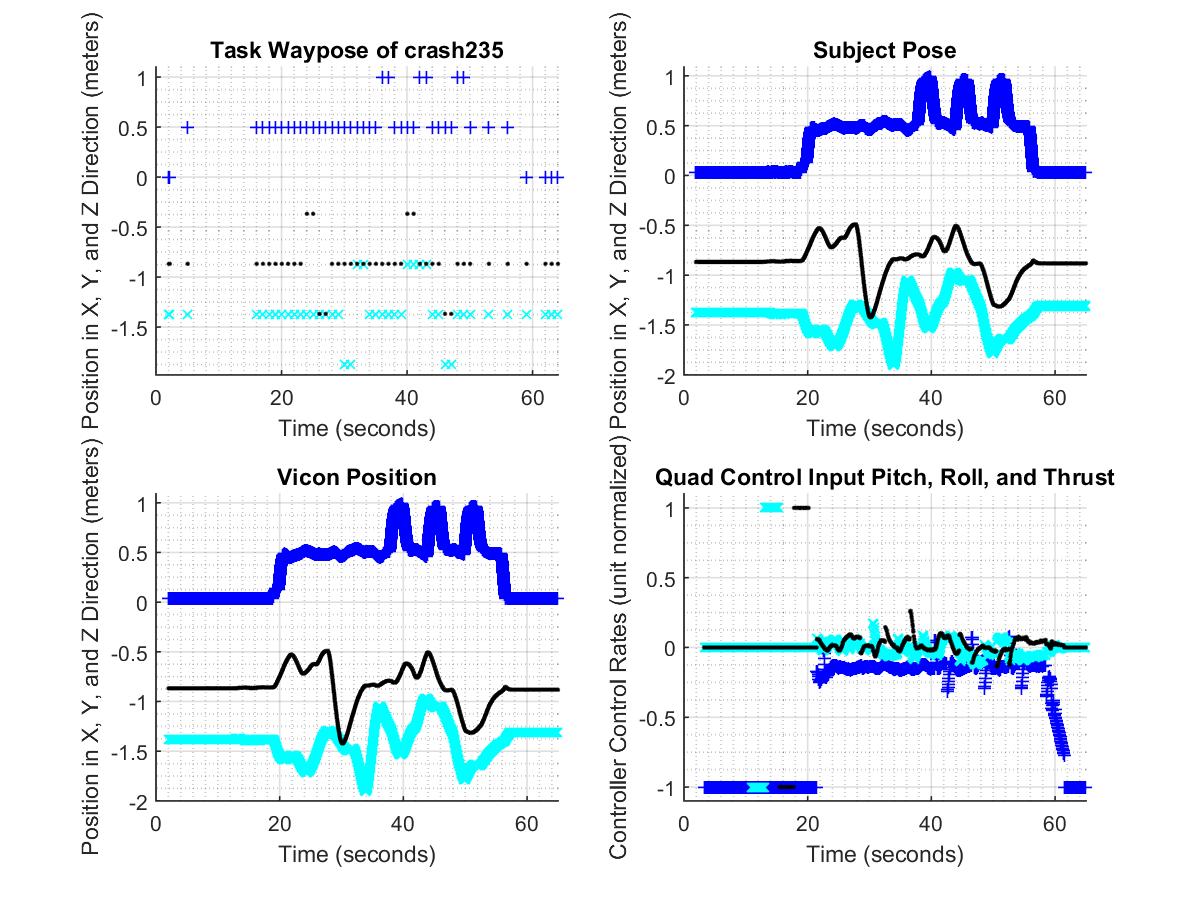 Task Waypose of crash235
Position in X, Y, and Z Direction (meters)
1
0.5
0
-0.5
-1
-1.5
0 20 40 60
Time (seconds)
Subject Pose
Position in X, Y, and Z Direction (meters)
1
0.5
0
-0.5
-1
-1.5
-2
0 20 40 60
Time (seconds)
Vicon Position
Position in X, Y, and Z Direction (meters)
1
0.5
0
-0.5
-1
-1.5
-2
0 20 40 60
Time (seconds)
Quad Control Input Pitch, Roll, and Thrust
Controller Control Rates (unit normalized)
1
0.5
0
-0.5
-1
0 20 40 60
Time (seconds)